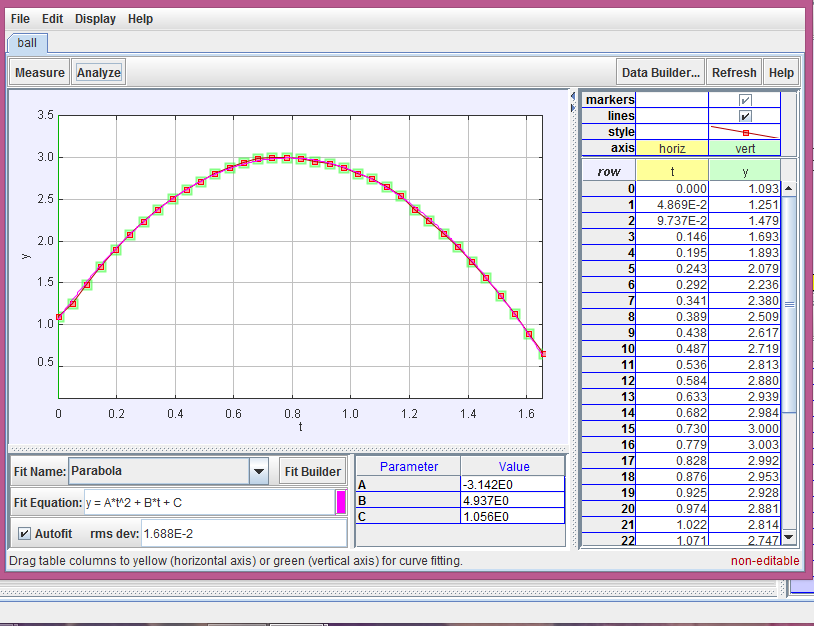 File Edit Display Help
ball
Measure Analyze Data Builder... Refresh Help
3.5
3.0
2.5
2.0
1.5
1.0
0.5
y
0 0.2 0.4 0.6 0.8 1.0 1.2 1.4 1.6
t
markers
lines
style
axis horiz vert
row t y
0 0.000 1.093
1 4.869E-2 1.251
2 9.737E-2 1.479
3 0.146 1.693
4 0.195 1.893
5 0.243 2.079
6 0.292 2.236
7 0.341 2.380
8 0.389 2.509
9 0.438 2.617
10 0.487 2.719
11 0.536 2.813
12 0.584 2.880
13 0.633 2.939
14 0.682 2.984
15 0.730 3.000
16 0.779 3.003
17 0.828 2.992
18 0.876 2.953
19 0.925 2.928
20 0.974 2.881
21 1.022 2.814
22 1.071 2.747
Fit Name: Parabola Fit Builder
Fit Equation: y = A*t^2 + B*t + C
Autofit rms dev: 1.688E-2
Parameter Value
A -3.142E0
B 4.937E0
C 1.056E0
Drag table columns to yellow (horizontal axis) or green (vertical axis) for curve fitting. non-editable